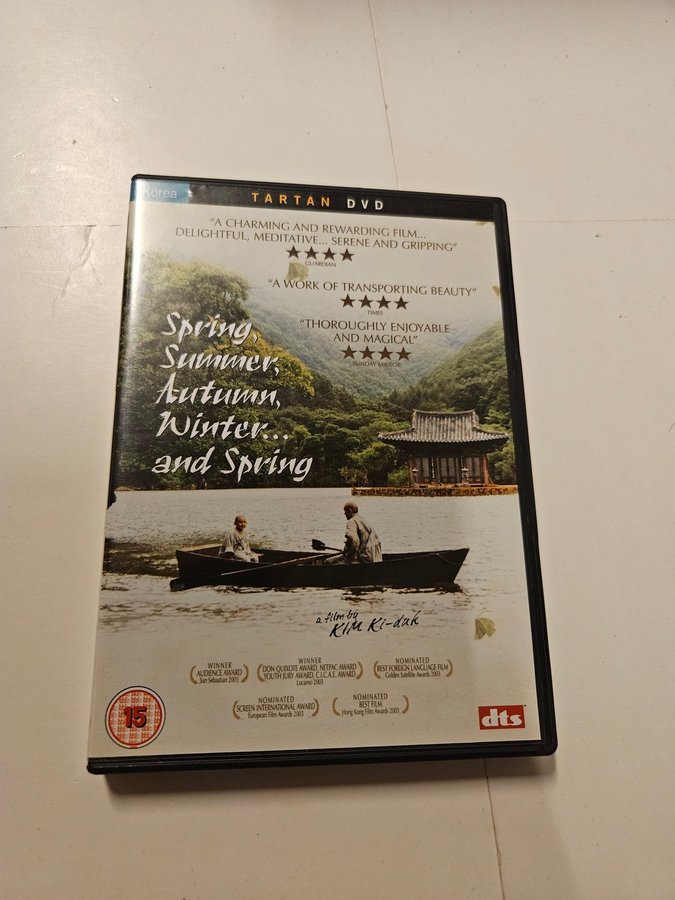 Korea
TARTAN DVD
"A CHARMING AND REWARDING FILM...
DELIGHTFUL, MEDITATIVE... SERENE AND GRIPPING"
★★★★
GUARDIAN
"A WORK OF TRANSPORTING BEAUTY"
★★★★
TIMES
"THOROUGHLY ENJOYABLE
AND MAGICAL"
★★★★
SUNDAY MIRROR
Spring,
Summer,
Autumn,
Winter...
and Spring
a film by
KIM Ki-duk
WINNER
AUDIENCE AWARD
San Sebastian 2003
WINNER
DON QUIXOTE AWARD, NETPAC AWARD
YOUTH JURY AWARD, C.I.C.A.E. AWARD
Locarno 2003
NOMINATED
BEST FOREIGN LANGUAGE FILM
Golden Satellite Awards 2003
NOMINATED
SCREEN INTERNATIONAL AWARD
European Film Awards 2003
NOMINATED
BEST FILM
Hong Kong Film Awards 2003
15
dts